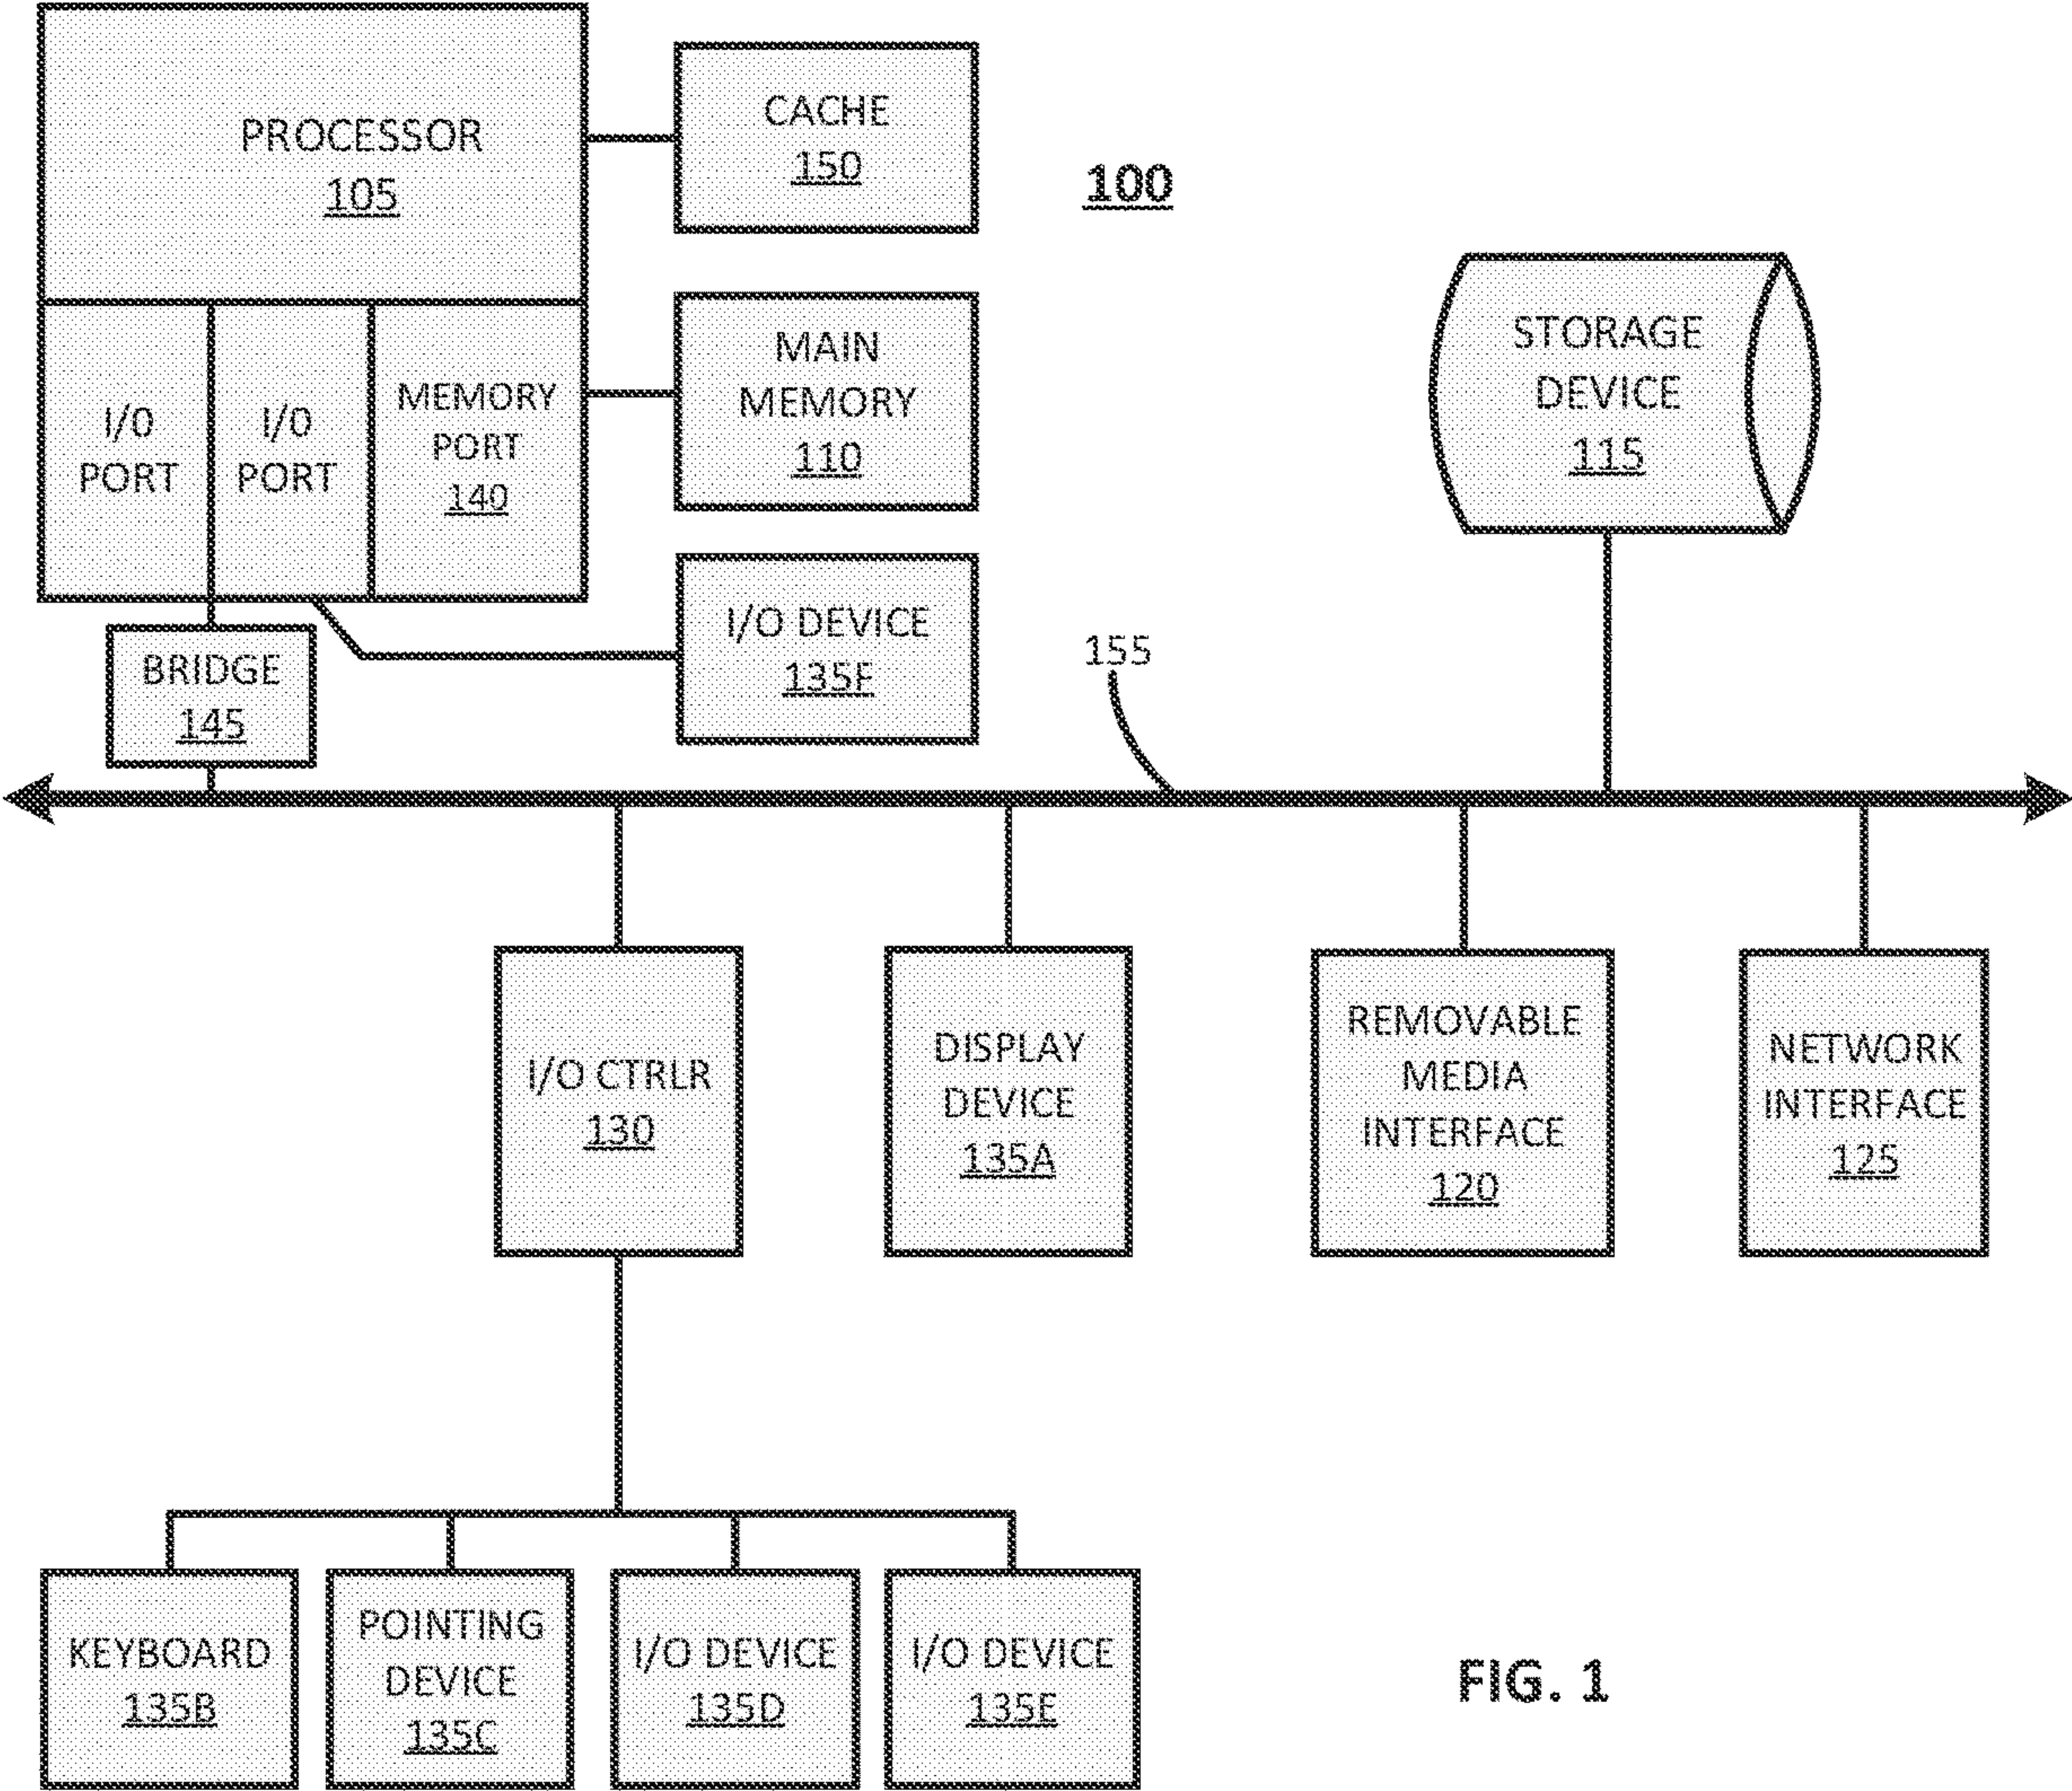 PROCESSOR
105
CACHE
150
100
I/O
PORT
I/O
PORT
MEMORY
PORT
140
MAIN
MEMORY
110
STORAGE
DEVICE
115
I/O DEVICE
135F
BRIDGE
145
155
I/O CTRLR
130
DISPLAY
DEVICE
135A
REMOVABLE
MEDIA
INTERFACE
120
NETWORK
INTERFACE
125
KEYBOARD
135B
POINTING
DEVICE
135C
I/O DEVICE
135D
I/O DEVICE
135E
FIG. 1